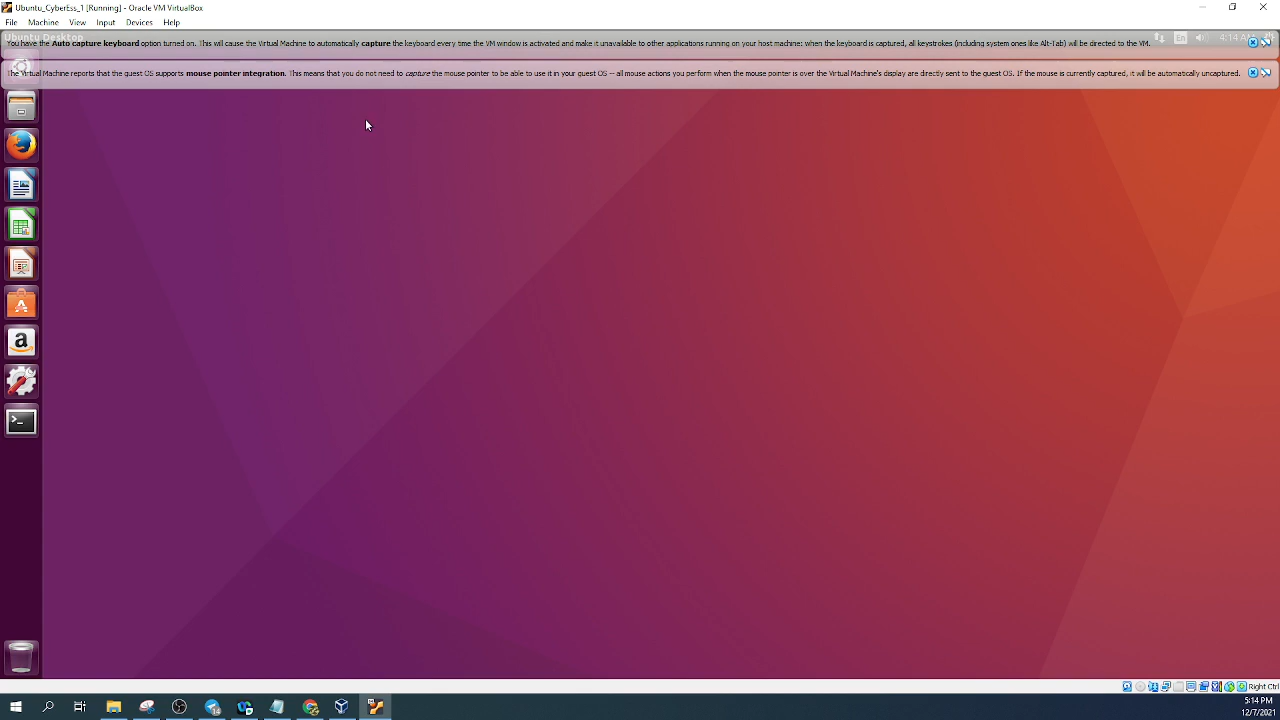 Ubuntu_CyberEss_1 [Running] - Oracle VM VirtualBox
File Machine View Input Devices Help
Ubuntu Desktop
En 4:14 AM
You have the Auto capture keyboard option turned on. This will cause the Virtual Machine to automatically capture the keyboard every time the VM window is activated and make it unavailable to other applications running on your host machine: when the keyboard is captured, all keystrokes (including system ones like Alt-Tab) will be directed to the VM.
The Virtual Machine reports that the guest OS supports mouse pointer integration. This means that you do not need to capture the mouse pointer to be able to use it in your guest OS -- all mouse actions you perform when the mouse pointer is over the Virtual Machine's display are directly sent to the guest OS. If the mouse is currently captured, it will be automatically uncaptured.
Right Ctrl
5:14 PM
12/7/2021